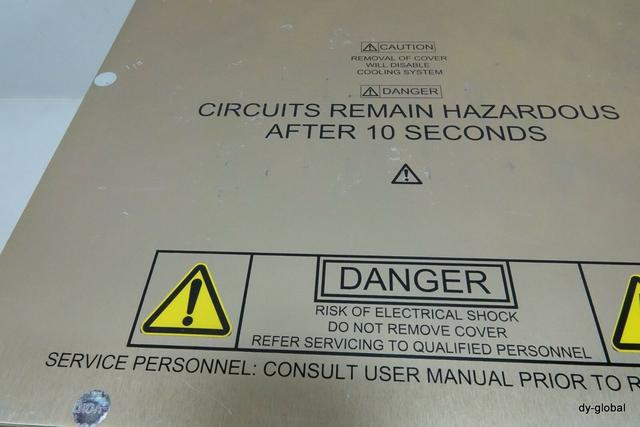 CAUTION
REMOVAL OF COVER
WILL DISABLE
COOLING SYSTEM
DANGER
CIRCUITS REMAIN HAZARDOUS
AFTER 10 SECONDS
DANGER
RISK OF ELECTRICAL SHOCK
DO NOT REMOVE COVER
REFER SERVICING TO QUALIFIED PERSONNEL
SERVICE PERSONNEL: CONSULT USER MANUAL PRIOR TO R
VOID
dy-global